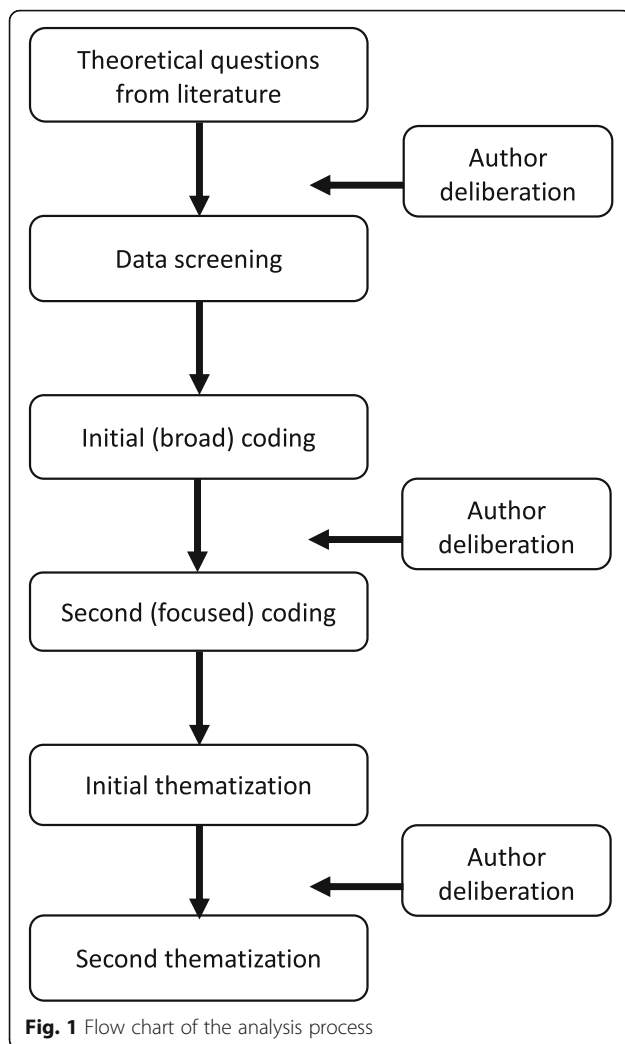 Theoretical questions
from literature
Author
deliberation
Data screening
Initial (broad) coding
Author
deliberation
Second (focused) coding
Initial thematization
Author
deliberation
Second thematization
Fig. 1 Flow chart of the analysis process